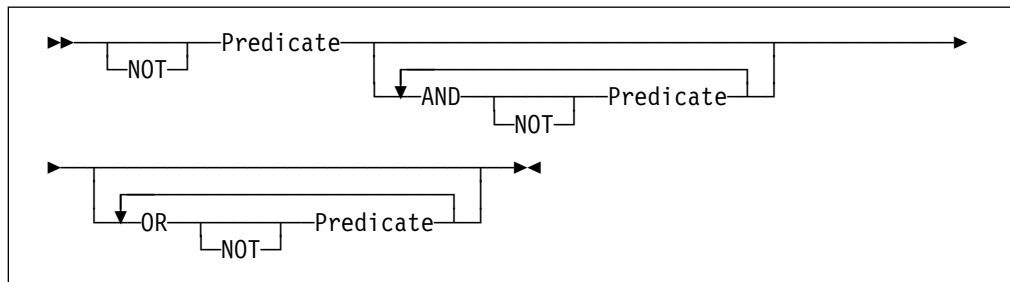 Predicate
NOT
AND Predicate
NOT
OR Predicate
NOT